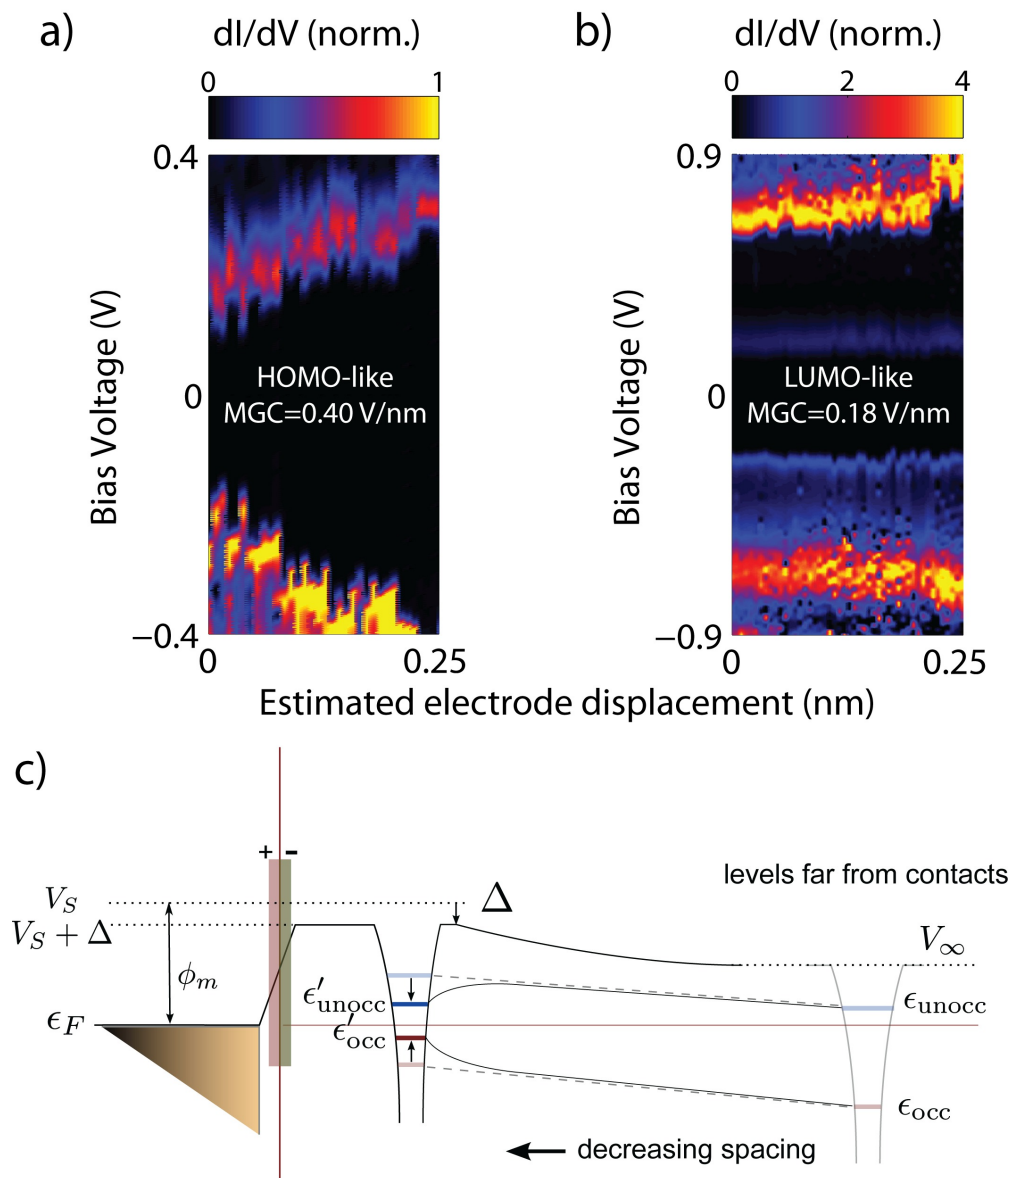 a)
dI/dV (norm.)
0 1
0.4
0
−0.4
Bias Voltage (V)
HOMO-like
MGC=0.40 V/nm
0 0.25
b)
dI/dV (norm.)
0 2 4
0.9
0
−0.9
Bias Voltage (V)
LUMO-like
MGC=0.18 V/nm
0 0.25
Estimated electrode displacement (nm)
c)
+ -
levels far from contacts
V_S
Δ
V_S + Δ
V_∞
ϕ_m
ϵ'_unocc
ϵ_unocc
ϵ_F
ϵ'_occ
ϵ_occ
decreasing spacing